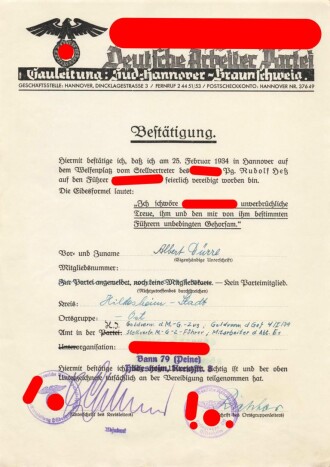 Deutsche Arbeiter Partei
Gauleitung: Süd-Hannover-Braunschweig.
GESCHÄFTSSTELLE: HANNOVER, DINCKLAGESTRASSE 3 / FERNRUF 2 44 51/53 / POSTSCHECKKONTO: HANNOVER NR. 376 49
Bestätigung.
Hiermit bestätige ich, daß ich am 25. Februar 1934 in Hannover auf
dem Welfenplatz vom Stellvertreter des Pg. Rudolf Heß
auf den Führer feierlich vereidigt worden bin.
Die Eidesformel lautet:
„Ich schwöre unverbrüchliche
Treue, ihm und den mir von ihm bestimmten
Führern unbedingten Gehorsam."
Vor- und Zuname Albert Dürre
(Eigenhändige Unterschrift)
Mitgliedsnummer:
Zur Partei angemeldet, noch keine Mitgliedskarte. — Kein Parteimitglied.
(Nichtzutreffendes durchstreichen)
Kreis: Hildesheim-Stadt
Ortsgruppe: Ost
H.J.
Amt in der Partei:
Unterorganisation:
Bann 79 (Peine)
Hiermit bestätige ich, richtig ist und der oben
tatsächlich an der Vereidigung teilgenommen hat.